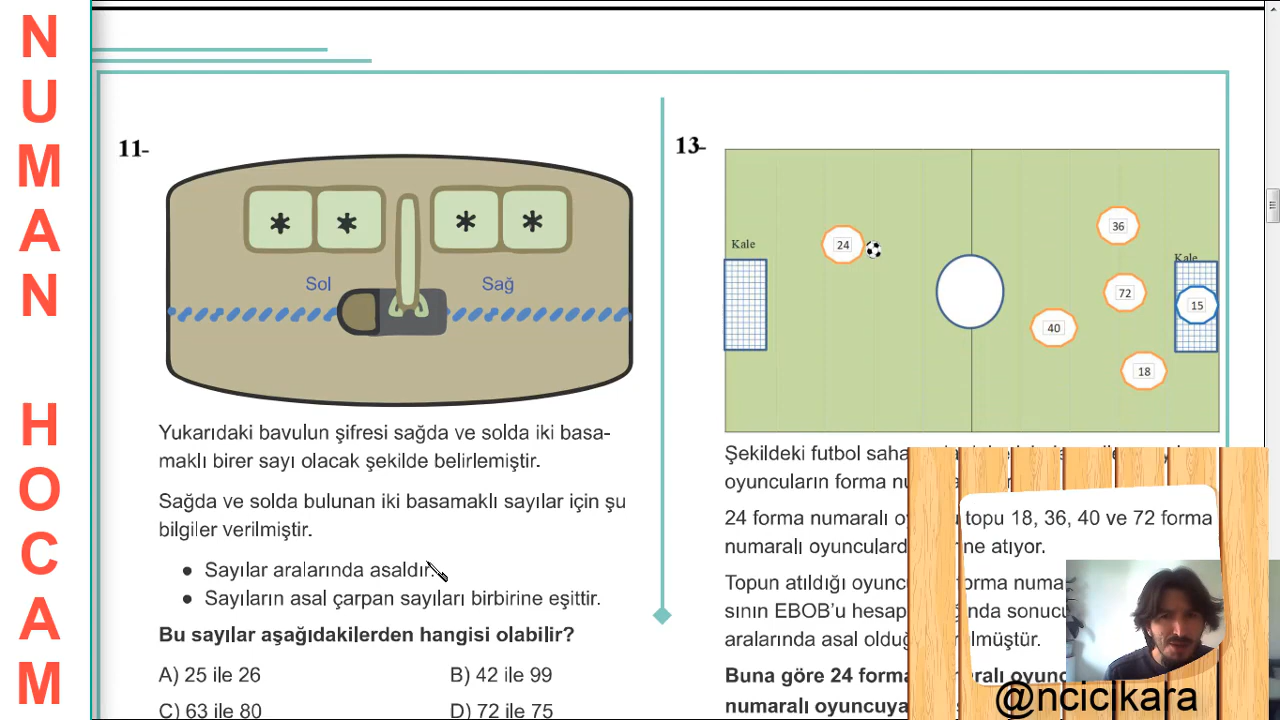 NUMAN HOCAM
11-
* * * *
Sol Sağ
Yukarıdaki bavulun şifresi sağda ve solda iki basa-
maklı birer sayı olacak şekilde belirlemiştir.
Sağda ve solda bulunan iki basamaklı sayılar için şu
bilgiler verilmiştir.
• Sayılar aralarında asaldır.
• Sayıların asal çarpan sayıları birbirine eşittir.
Bu sayılar aşağıdakilerden hangisi olabilir?
A) 25 ile 26 B) 42 ile 99
C) 63 ile 80 D) 72 ile 75
13-
Kale
24
36
Kale
72
15
40
18
Şekildeki futbol saha
oyuncuların forma nu
24 forma numaralı topu 18, 36, 40 ve 72 forma
numaralı oyunculard ne atıyor.
Topun atıldığı oyunc forma numa
sının EBOB'u hesap ında sonucu
aralarında asal olduğ ülmüştür.
Buna göre 24 forma aralı oyunc
numaralı oyuncuya
@ncicikara